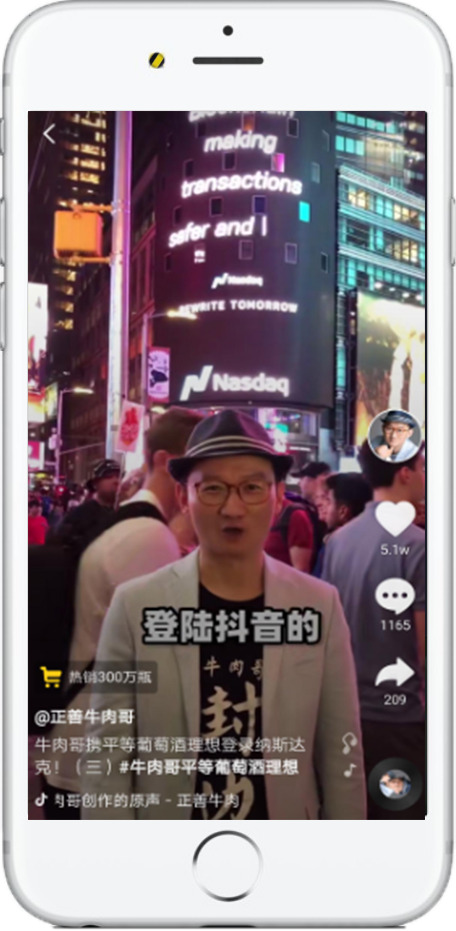 Blockchain
making
transactions
safer and
Nasdaq
REWRITE TOMORROW
Nasdaq
登陆抖音的
5.1w
1165
209
热销300万瓶
牛肉哥
@正善牛肉哥
牛肉哥携平等葡萄酒理想登录纳斯达
克！（三）#牛肉哥平等葡萄酒理想
肉哥创作的原声 - 正善牛肉